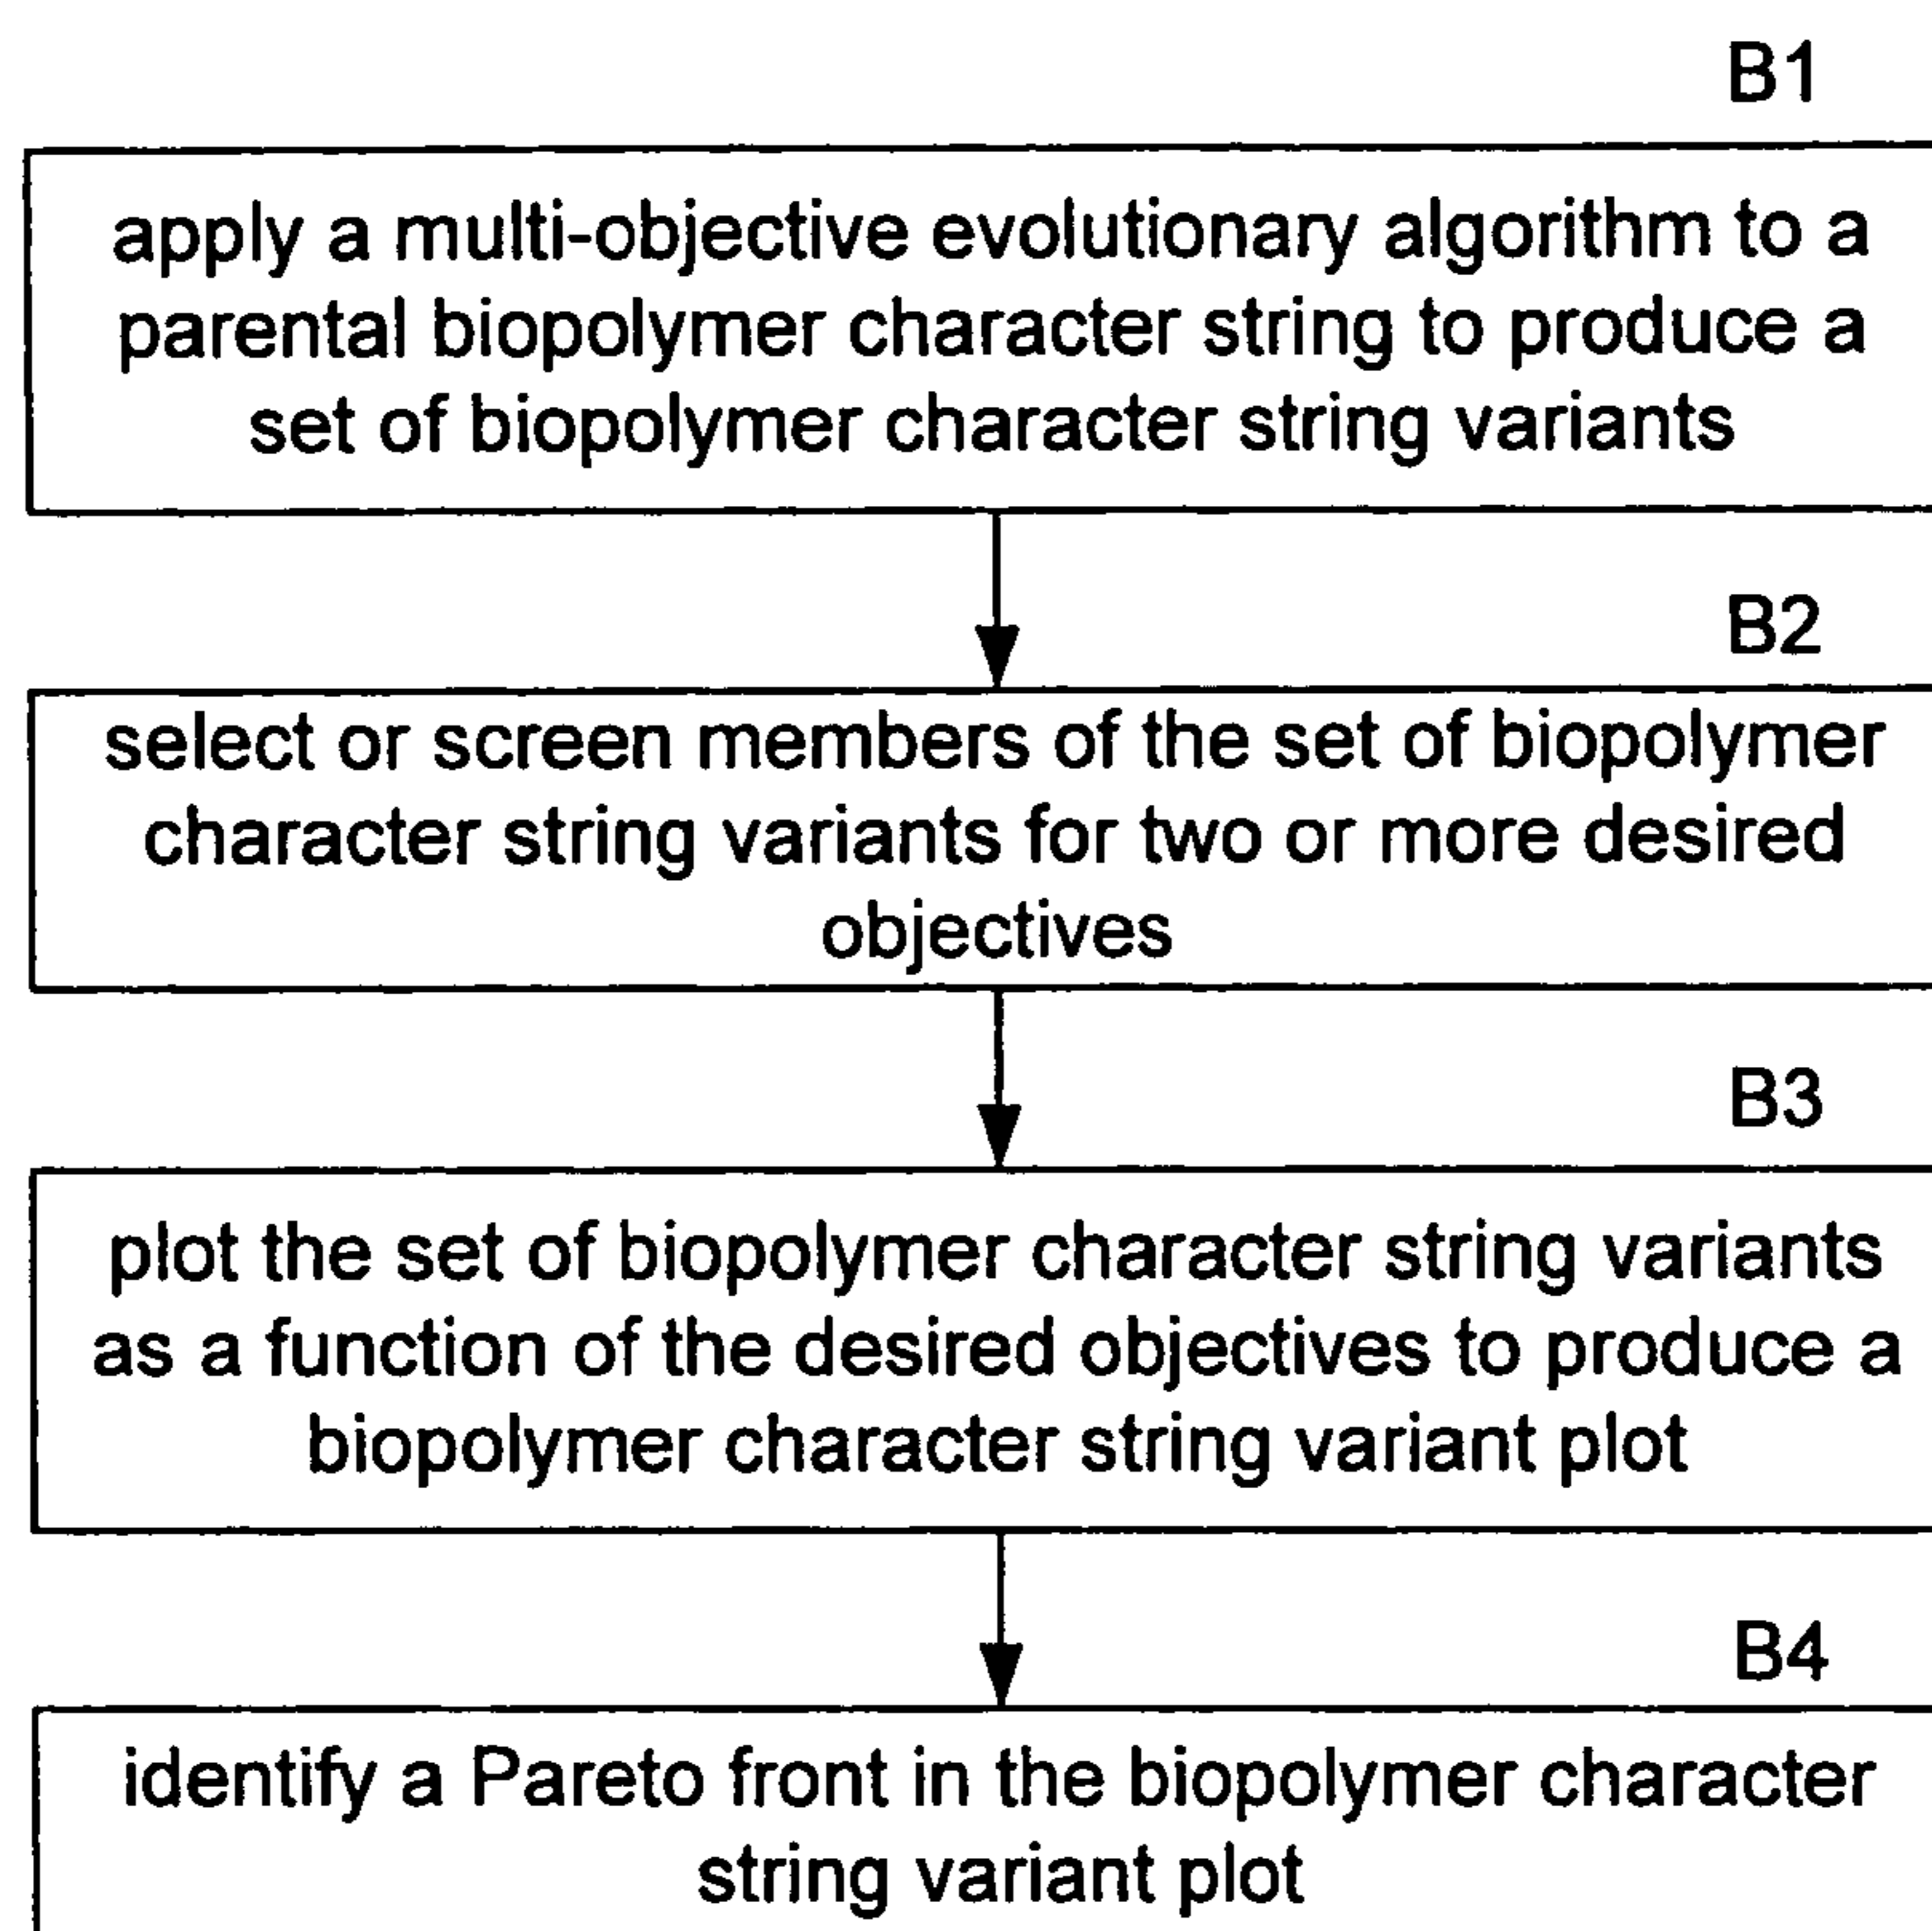 B1
apply a multi-objective evolutionary algorithm to a
parental biopolymer character string to produce a
set of biopolymer character string variants
B2
select or screen members of the set of biopolymer
character string variants for two or more desired
objectives
B3
plot the set of biopolymer character string variants
as a function of the desired objectives to produce a
biopolymer character string variant plot
B4
identify a Pareto front in the biopolymer character
string variant plot